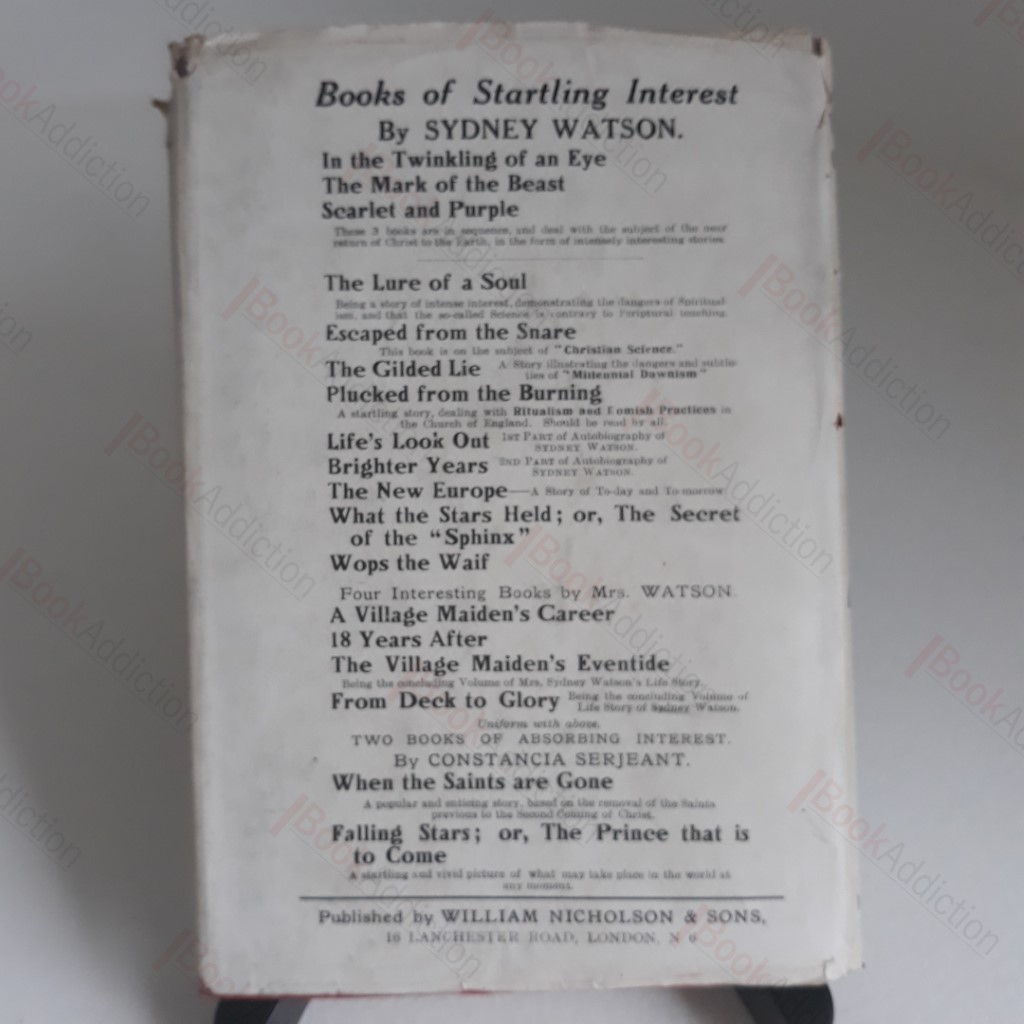 Books of Startling Interest
By SYDNEY WATSON.
In the Twinkling of an Eye
The Mark of the Beast
Scarlet and Purple
These 3 books are in sequence, and deal with the subject of the near
return of Christ to the Earth, in the form of intensely interesting stories.
The Lure of a Soul
Being a story of intense interest, demonstrating the dangers of Spiritual-
ism, and that the so-called Science is contrary to Scriptural teaching.
Escaped from the Snare
This book is on the subject of "Christian Science."
The Gilded Lie A Story illustrating the dangers and subtle-
ties of "Millennial Dawnism"
Plucked from the Burning
A startling story, dealing with Ritualism and Romish Practices in
the Church of England. Should be read by all.
Life's Look Out 1ST PART of Autobiography of
SYDNEY WATSON.
Brighter Years 2ND PART of Autobiography of
SYDNEY WATSON.
The New Europe—A Story of To-day and To-morrow
What the Stars Held; or, The Secret
of the "Sphinx"
Wops the Waif
Four Interesting Books by Mrs. WATSON.
A Village Maiden's Career
18 Years After
The Village Maiden's Eventide
Being the concluding Volume of Mrs. Sydney Watson's Life Story.
From Deck to Glory Being the concluding Volume of
Life Story of Sydney Watson.
Uniform with above.
TWO BOOKS OF ABSORBING INTEREST.
By CONSTANCIA SERJEANT.
When the Saints are Gone
A popular and enticing story, based on the removal of the Saints
previous to the Second Coming of Christ.
Falling Stars; or, The Prince that is
to Come
A startling and vivid picture of what may take place in the world at
any moment.
Published by WILLIAM NICHOLSON & SONS,
16 LANCHESTER ROAD, LONDON, N 6